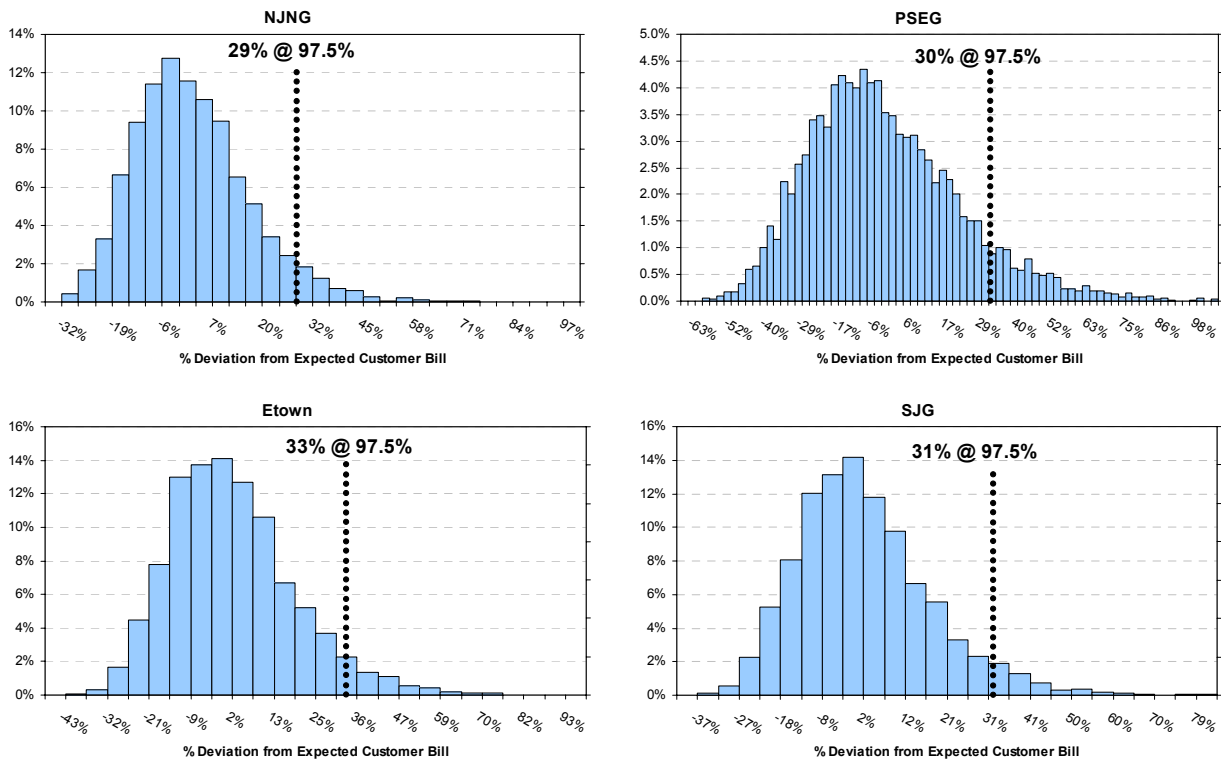 NJNG
29% @ 97.5%
14%
12%
10%
8%
6%
4%
2%
0%
-32% -19% -6% 7% 20% 32% 45% 58% 71% 84% 97%
% Deviation from Expected Customer Bill
PSEG
30% @ 97.5%
5.0%
4.5%
4.0%
3.5%
3.0%
2.5%
2.0%
1.5%
1.0%
0.5%
0.0%
-63% -52% -40% -29% -17% -6% 6% 17% 29% 40% 52% 63% 75% 86% 98%
% Deviation from Expected Customer Bill
Etown
33% @ 97.5%
16%
14%
12%
10%
8%
6%
4%
2%
0%
-43% -32% -21% -9% 2% 13% 25% 36% 47% 59% 70% 82% 93%
% Deviation from Expected Customer Bill
SJG
31% @ 97.5%
16%
14%
12%
10%
8%
6%
4%
2%
0%
-37% -27% -18% -8% 2% 12% 21% 31% 41% 50% 60% 70% 79%
% Deviation from Expected Customer Bill